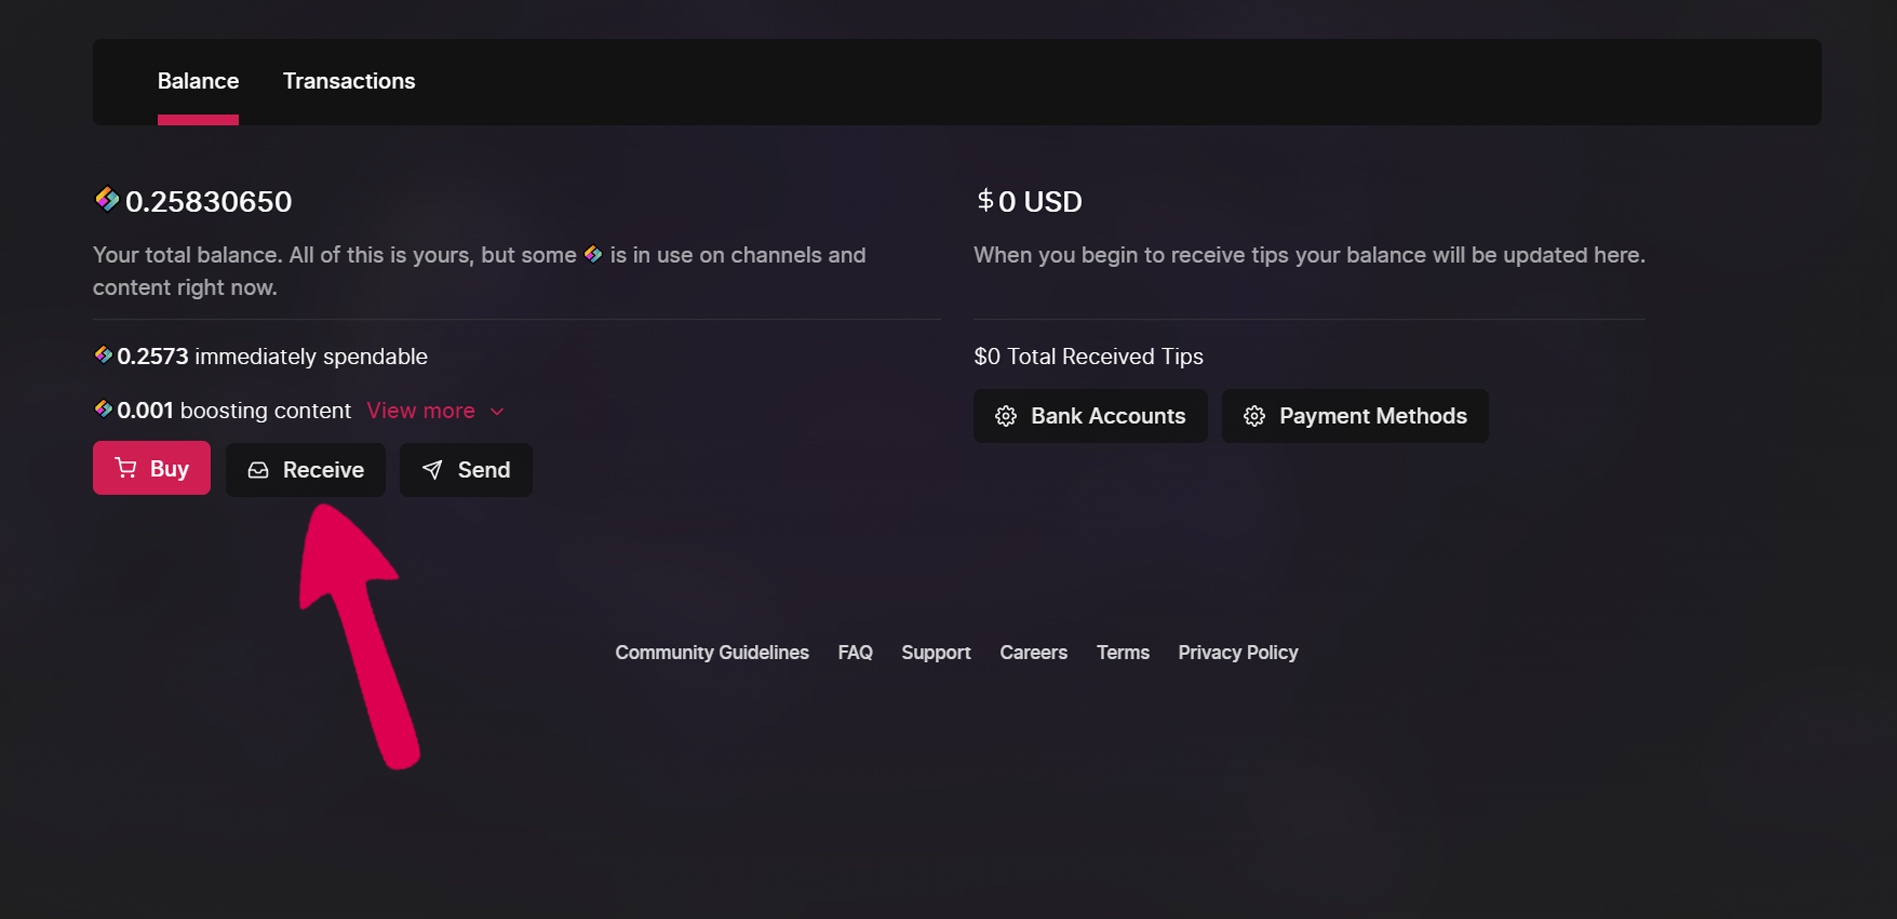 Balance Transactions
0.25830650
Your total balance. All of this is yours, but some is in use on channels and
content right now.
0.2573 immediately spendable
0.001 boosting content View more
Buy Receive Send
$0 USD
When you begin to receive tips your balance will be updated here.
$0 Total Received Tips
Bank Accounts Payment Methods
Community Guidelines FAQ Support Careers Terms Privacy Policy